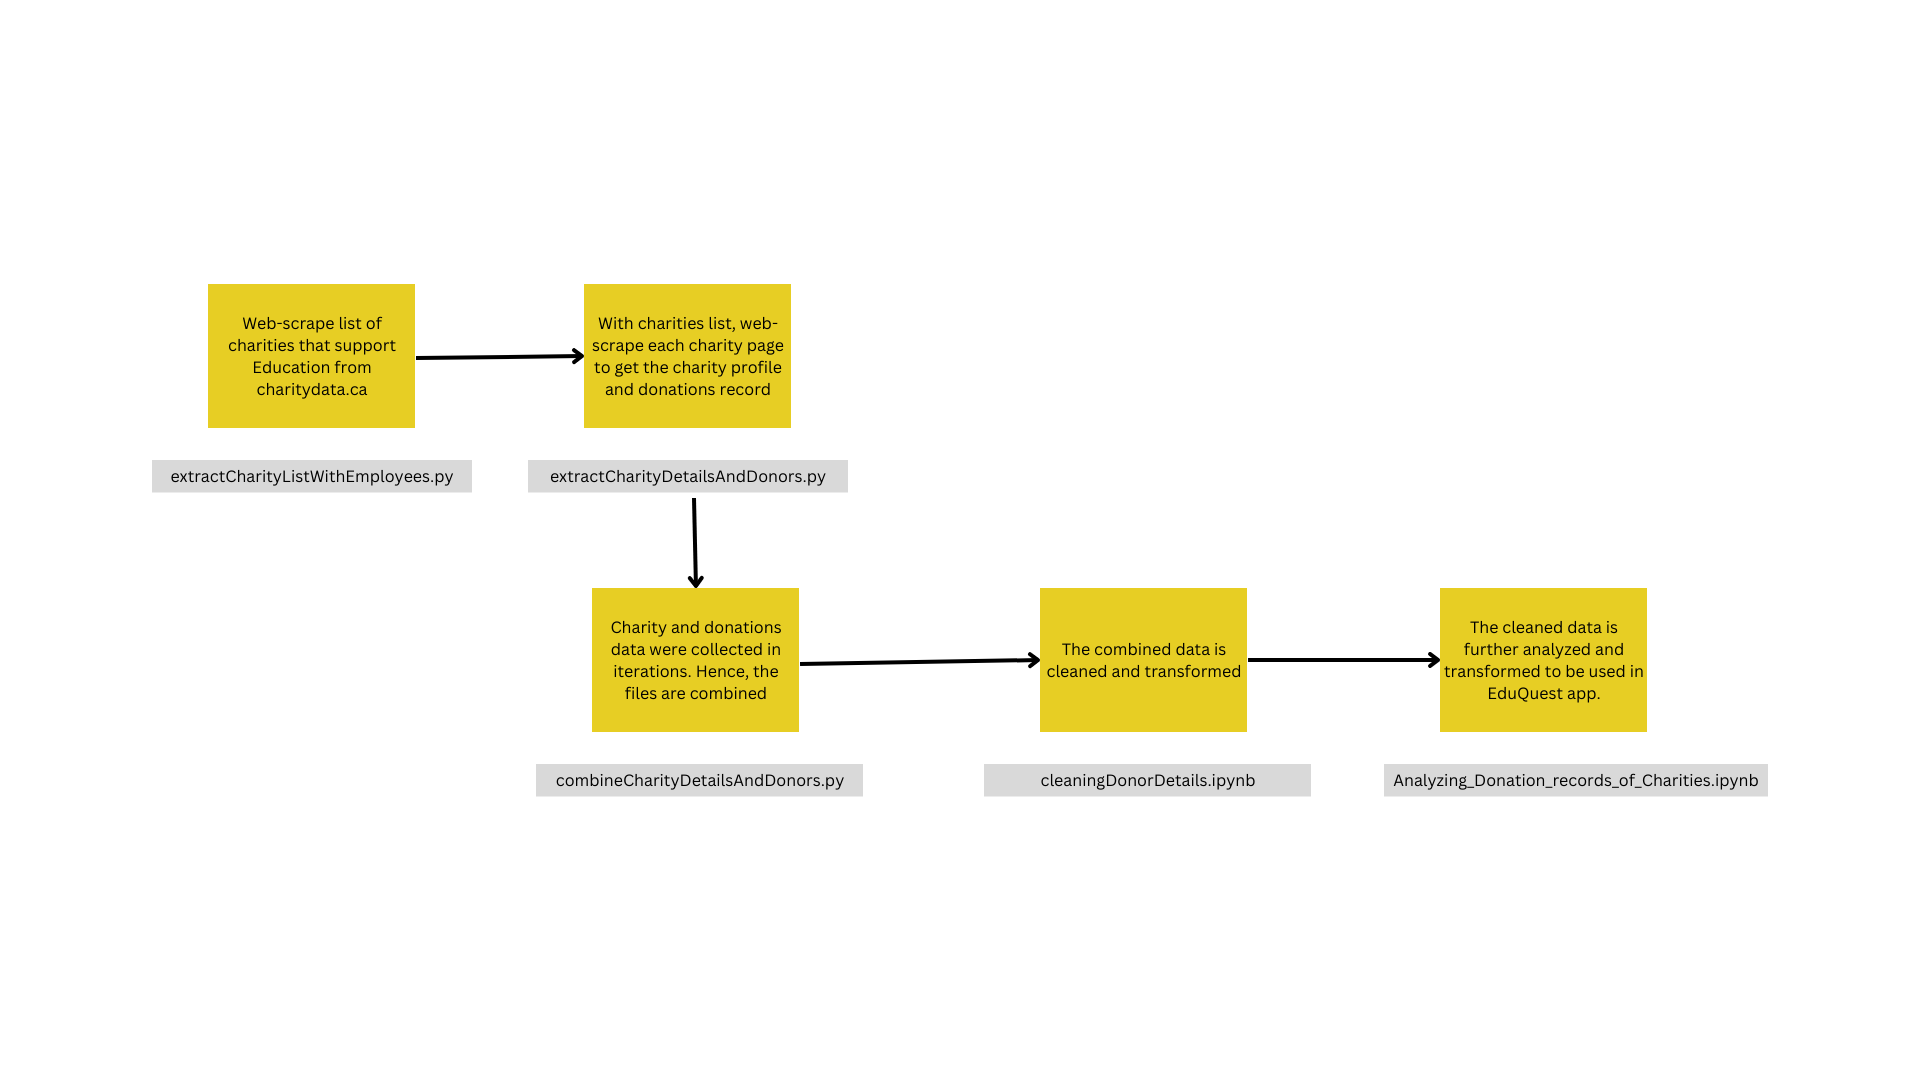 Web-scrape list of
charities that support
Education from
charitydata.ca
With charities list, web-
scrape each charity page
to get the charity profile
and donations record
extractCharityListWithEmployees.py
extractCharityDetailsAndDonors.py
Charity and donations
data were collected in
iterations. Hence, the
files are combined
The combined data is
cleaned and transformed
The cleaned data is
further analyzed and
transformed to be used in
EduQuest app.
combineCharityDetailsAndDonors.py
cleaningDonorDetails.ipynb
Analyzing_Donation_records_of_Charities.ipynb